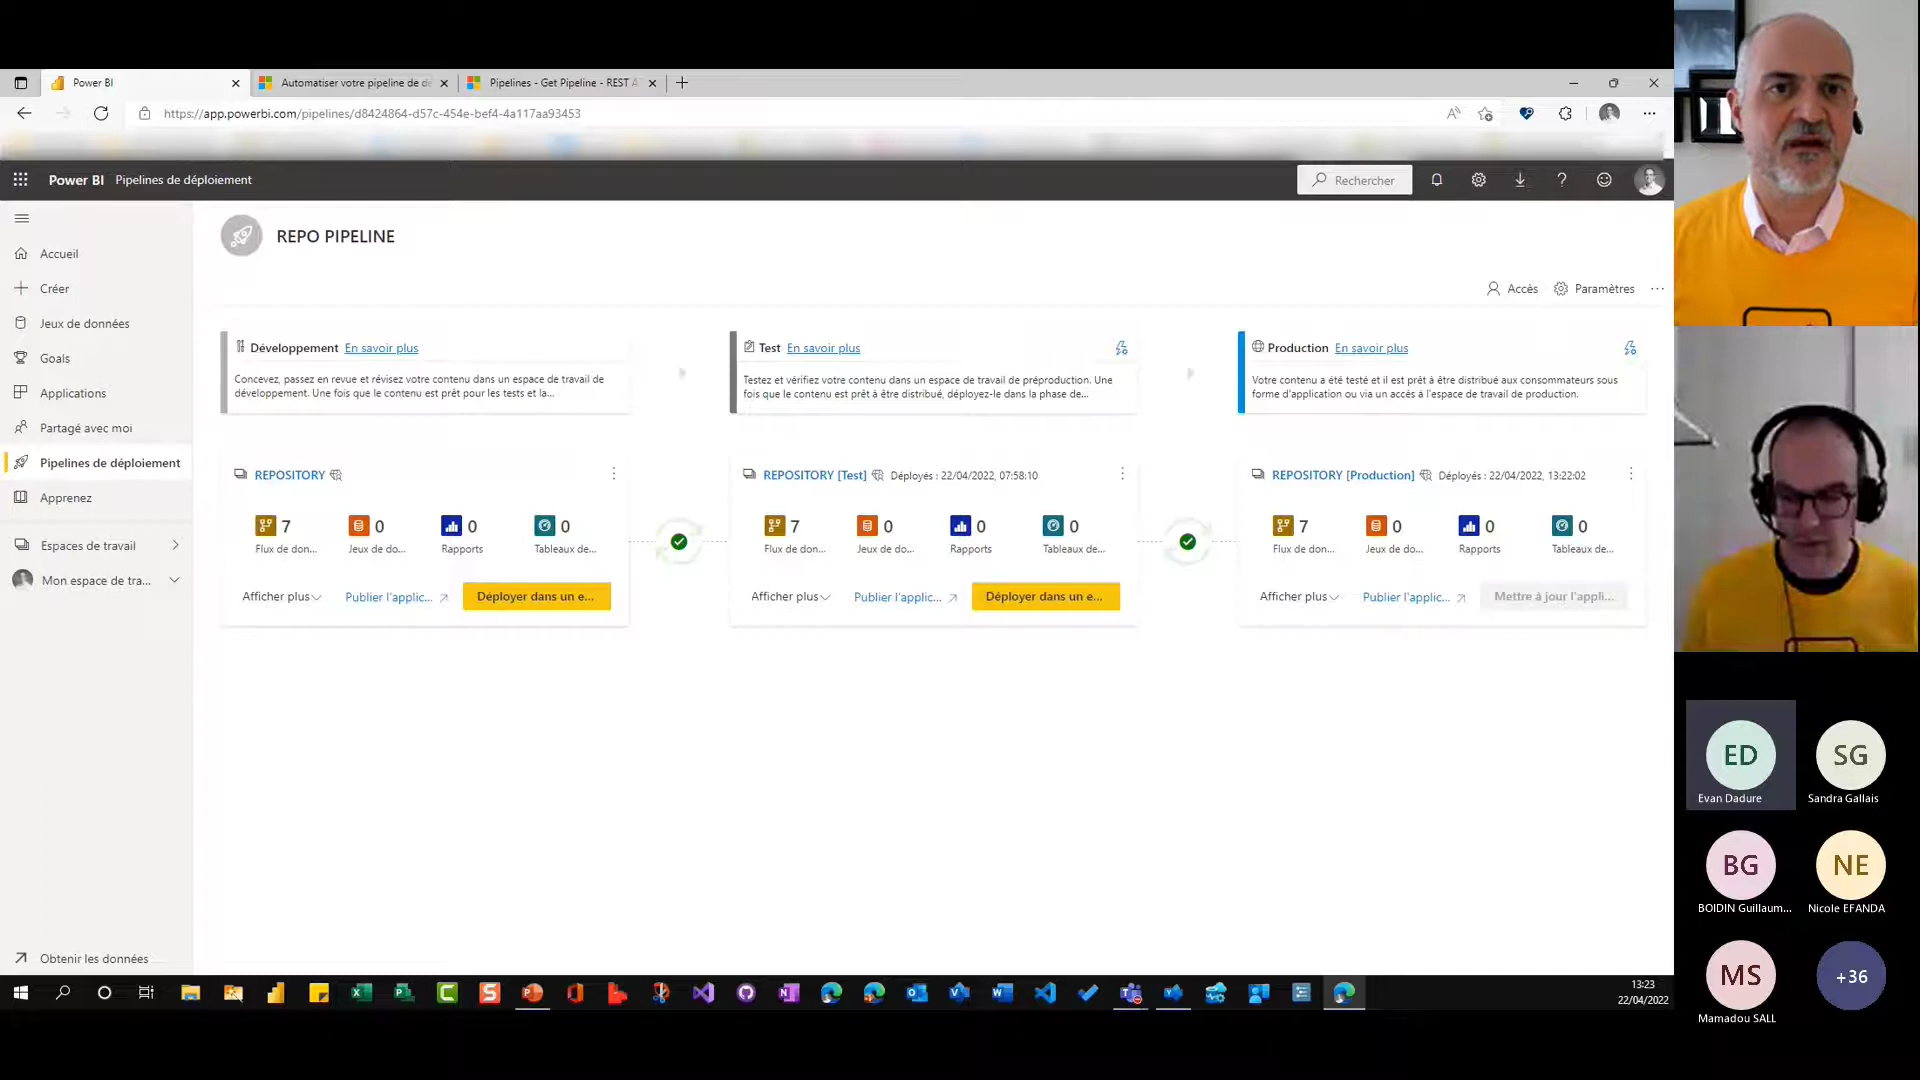 Power BI
Automatiser votre pipeline de dé
Pipelines - Get Pipeline - REST A
https://app.powerbi.com/pipelines/d8424864-d57c-454e-bef4-4a117aa93453
Power BI Pipelines de déploiement
Rechercher
REPO PIPELINE
Accueil
Créer
Jeux de données
Goals
Applications
Partagé avec moi
Pipelines de déploiement
Apprenez
Espaces de travail
Mon espace de tra...
Obtenir les données
Accès
Paramètres
Développement En savoir plus
Concevez, passez en revue et révisez votre contenu dans un espace de travail de
développement. Une fois que le contenu est prêt pour les tests et la...
Test En savoir plus
Testez et vérifiez votre contenu dans un espace de travail de préproduction. Une
fois que le contenu est prêt à être distribué, déployez-le dans la phase de...
Production En savoir plus
Votre contenu a été testé et il est prêt à être distribué aux consommateurs sous
forme d'application ou via un accès à l'espace de travail de production.
REPOSITORY
7 0 0 0
Flux de don... Jeux de do... Rapports Tableaux de...
Afficher plus Publier l'applic... Déployer dans un e...
REPOSITORY [Test] Déployés : 22/04/2022, 07:58:10
7 0 0 0
Flux de don... Jeux de do... Rapports Tableaux de...
Afficher plus Publier l'applic... Déployer dans un e...
REPOSITORY [Production] Déployés : 22/04/2022, 13:22:02
7 0 0 0
Flux de don... Jeux de do... Rapports Tableaux de...
Afficher plus Publier l'applic... Mettre à jour l'appli...
13:23
22/04/2022
ED
Evan Dadure
SG
Sandra Gallais
BG
BOIDIN Guillaum...
NE
Nicole EFANDA
MS
Mamadou SALL
+36